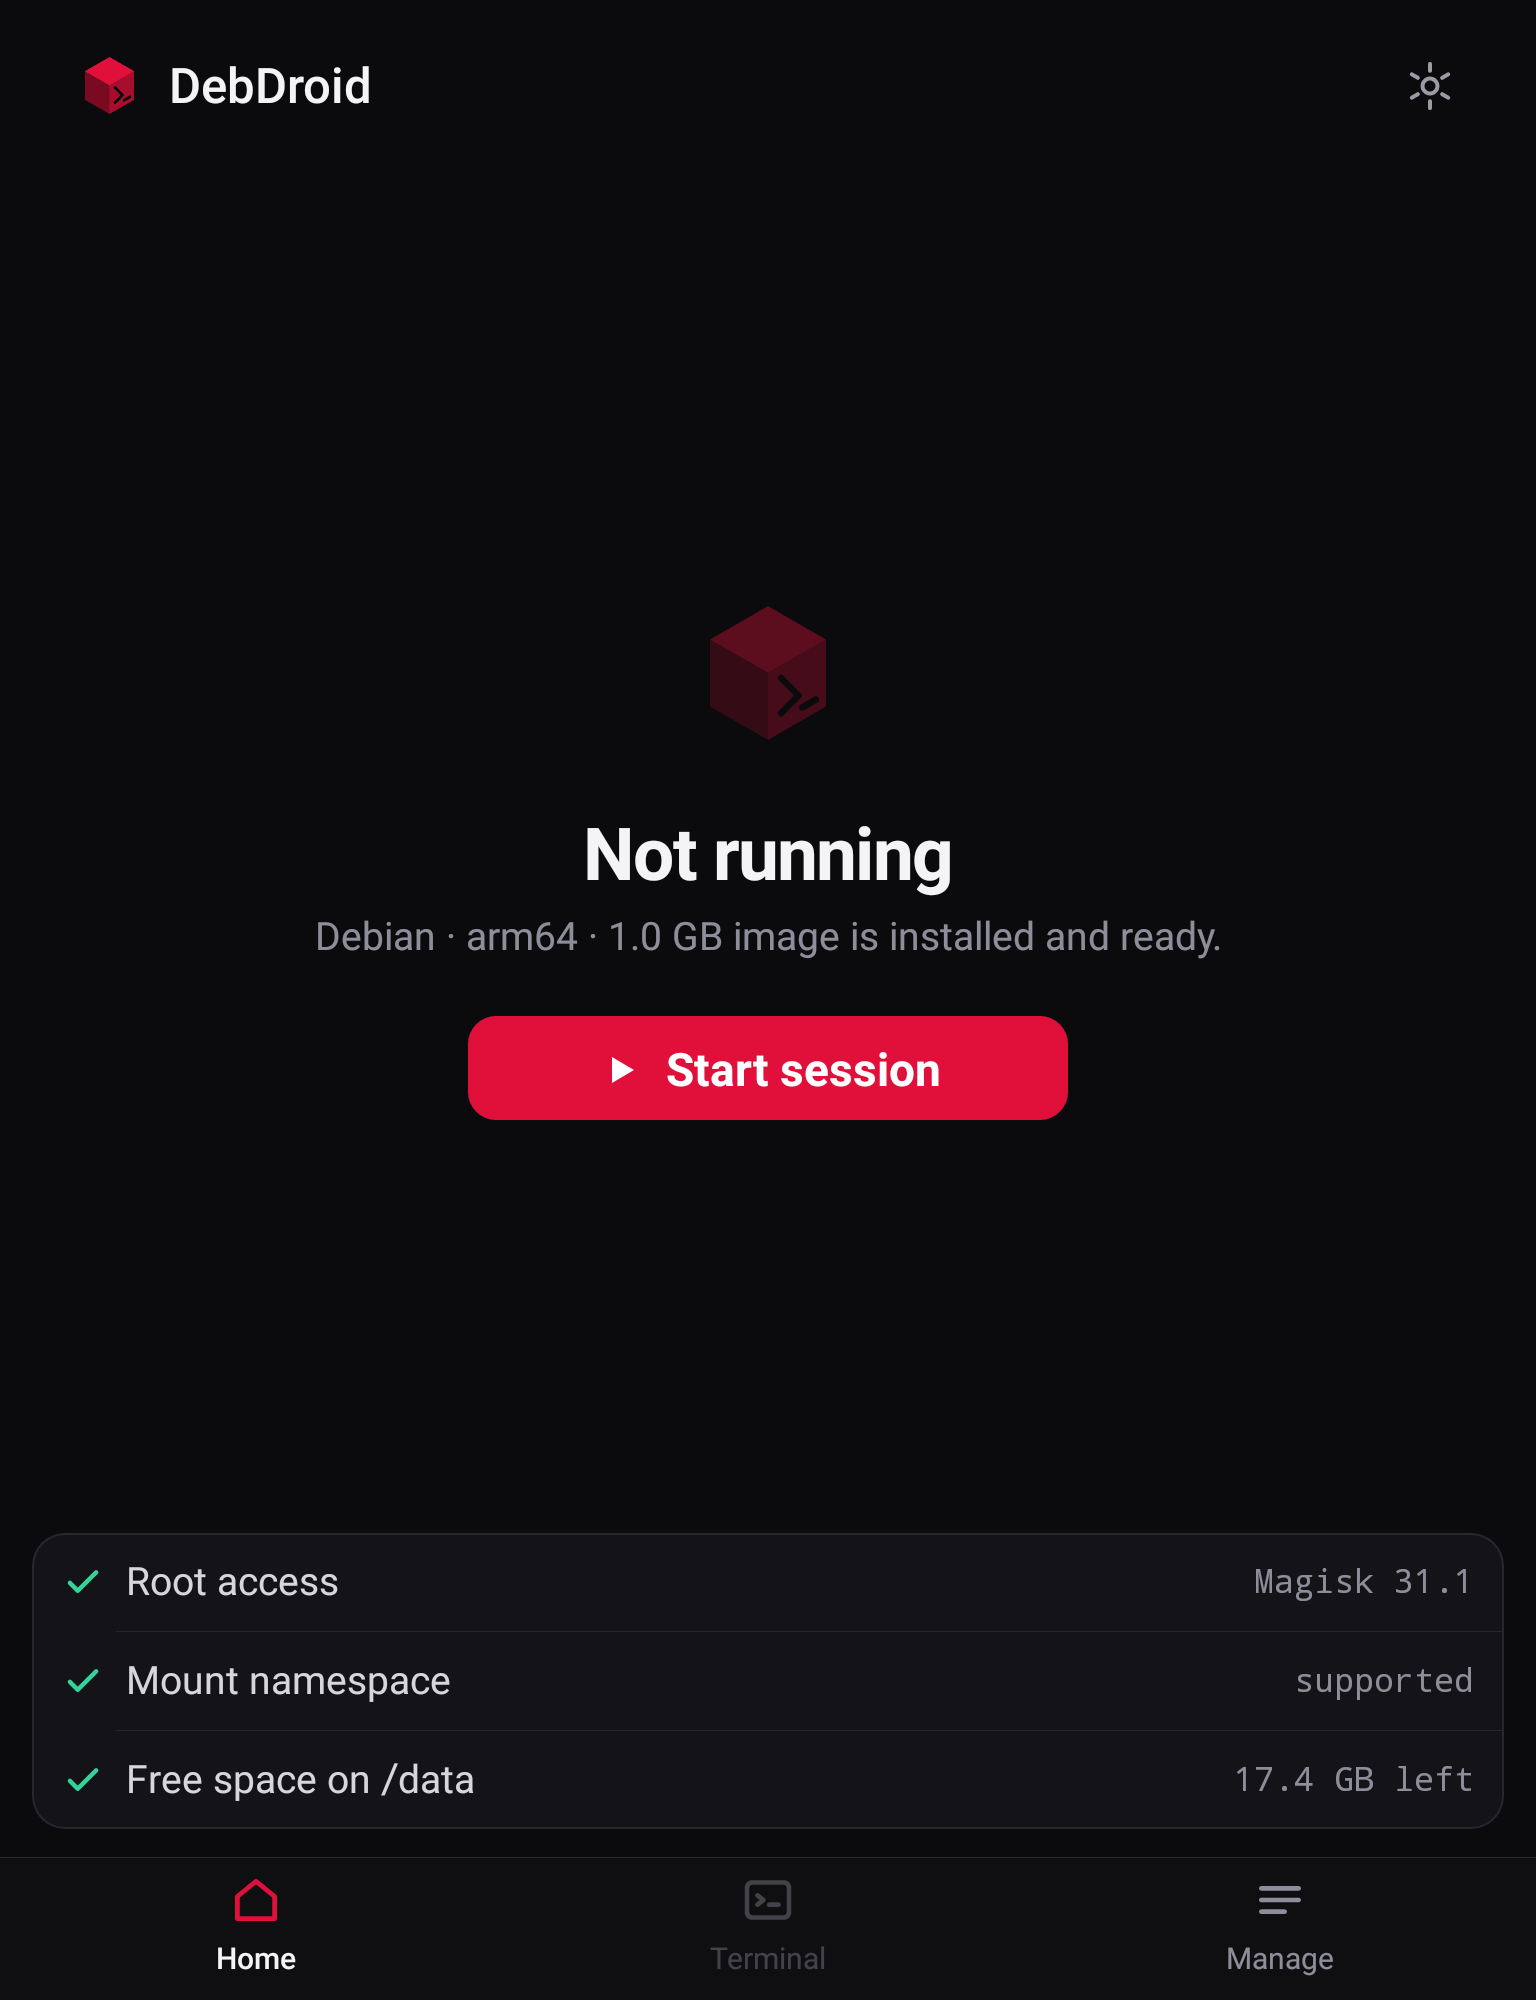 DebDroid
Not running
Debian · arm64 · 1.0 GB image is installed and ready.
Start session
Root access Magisk 31.1
Mount namespace supported
Free space on /data 17.4 GB left
Home Terminal Manage